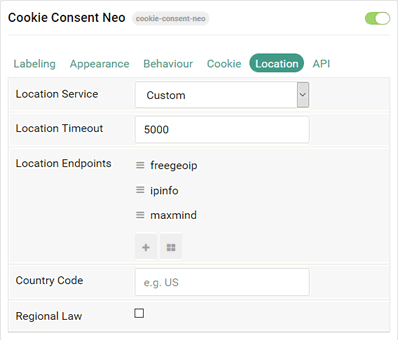 Cookie Consent Neo cookie-consent-neo
Labeling Appearance Behaviour Cookie Location API
Location Service Custom
Location Timeout 5000
Location Endpoints freegeoip
ipinfo
maxmind
Country Code e.g. US
Regional Law